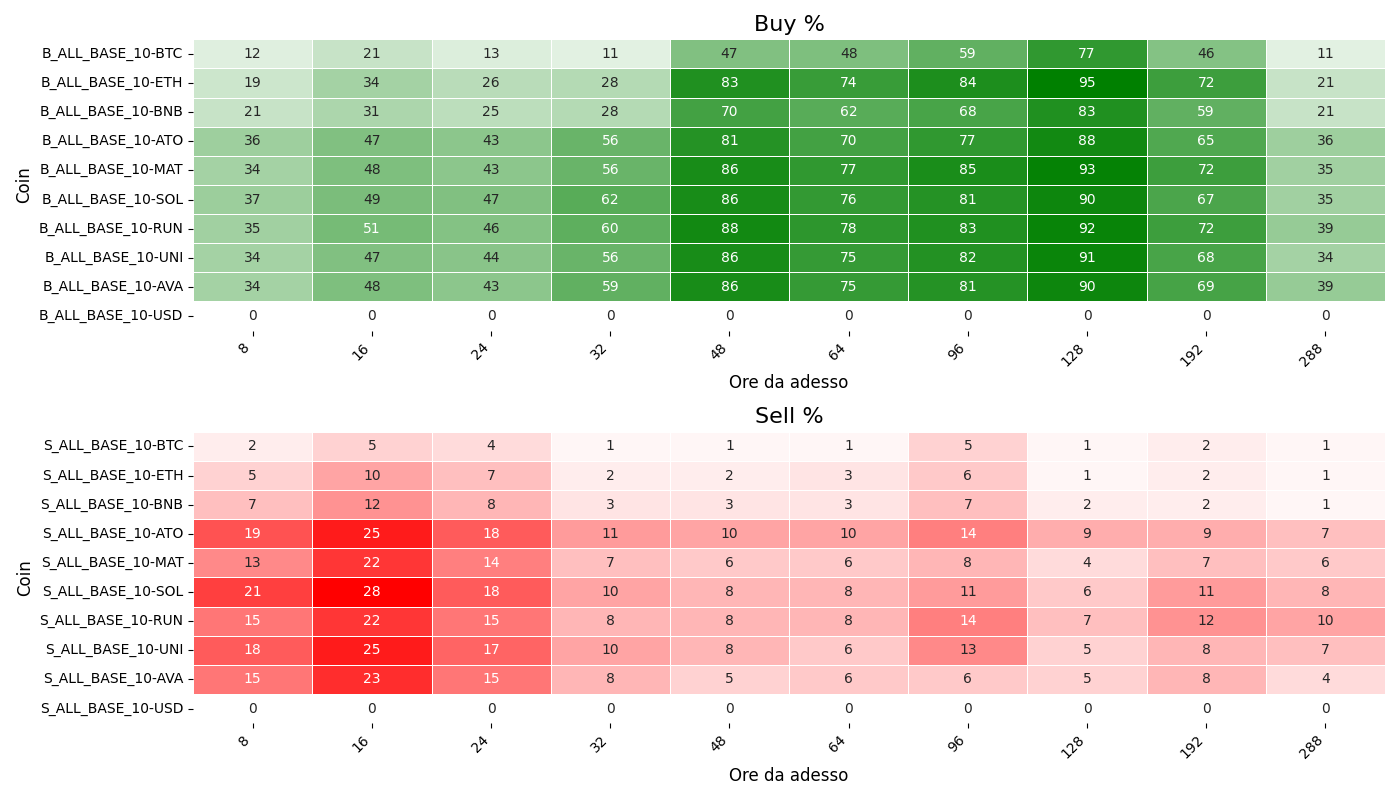 Buy %
Coin
B_ALL_BASE_10-BTC 12 21 13 11 47 48 59 77 46 11
B_ALL_BASE_10-ETH 19 34 26 28 83 74 84 95 72 21
B_ALL_BASE_10-BNB 21 31 25 28 70 62 68 83 59 21
B_ALL_BASE_10-ATO 36 47 43 56 81 70 77 88 65 36
B_ALL_BASE_10-MAT 34 48 43 56 86 77 85 93 72 35
B_ALL_BASE_10-SOL 37 49 47 62 86 76 81 90 67 35
B_ALL_BASE_10-RUN 35 51 46 60 88 78 83 92 72 39
B_ALL_BASE_10-UNI 34 47 44 56 86 75 82 91 68 34
B_ALL_BASE_10-AVA 34 48 43 59 86 75 81 90 69 39
B_ALL_BASE_10-USD 0 0 0 0 0 0 0 0 0 0
8 16 24 32 48 64 96 128 192 288
Ore da adesso
Sell %
Coin
S_ALL_BASE_10-BTC 2 5 4 1 1 1 5 1 2 1
S_ALL_BASE_10-ETH 5 10 7 2 2 3 6 1 2 1
S_ALL_BASE_10-BNB 7 12 8 3 3 3 7 2 2 1
S_ALL_BASE_10-ATO 19 25 18 11 10 10 14 9 9 7
S_ALL_BASE_10-MAT 13 22 14 7 6 6 8 4 7 6
S_ALL_BASE_10-SOL 21 28 18 10 8 8 11 6 11 8
S_ALL_BASE_10-RUN 15 22 15 8 8 8 14 7 12 10
S_ALL_BASE_10-UNI 18 25 17 10 8 6 13 5 8 7
S_ALL_BASE_10-AVA 15 23 15 8 5 6 6 5 8 4
S_ALL_BASE_10-USD 0 0 0 0 0 0 0 0 0 0
8 16 24 32 48 64 96 128 192 288
Ore da adesso